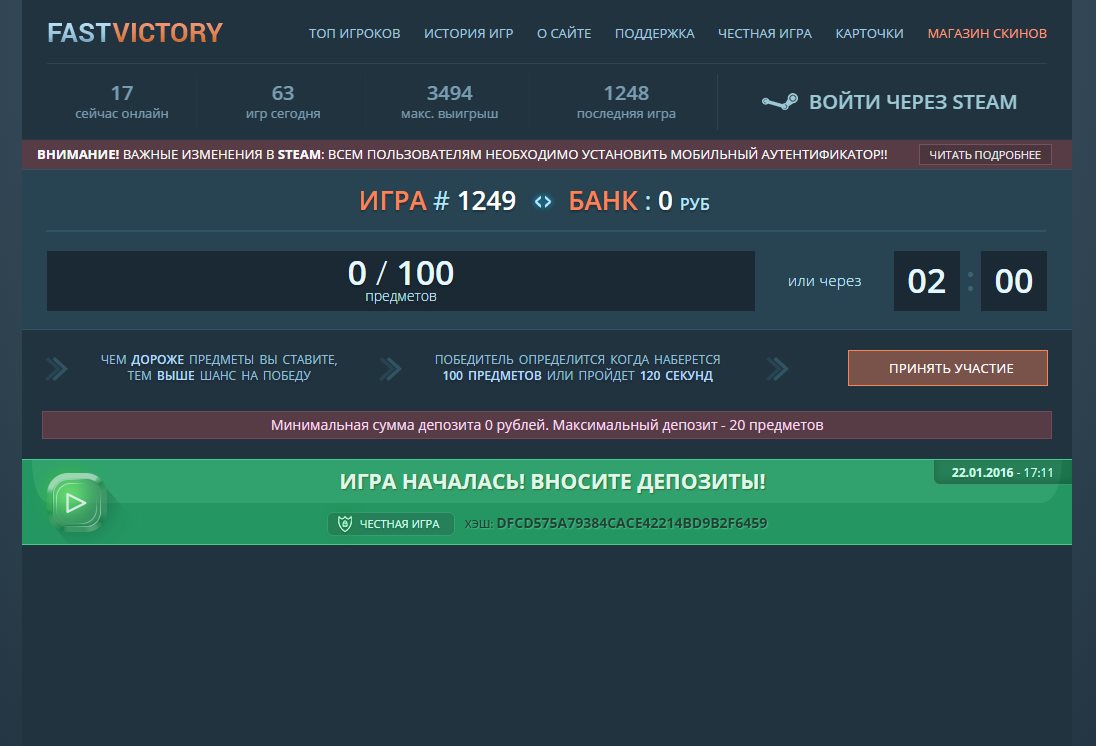 FASTVICTORY
ТОП ИГРОКОВ ИСТОРИЯ ИГР О САЙТЕ ПОДДЕРЖКА ЧЕСТНАЯ ИГРА КАРТОЧКИ МАГАЗИН СКИНОВ
17 63 3494 1248
сейчас онлайн игр сегодня макс. выигрыш последняя игра
ВОЙТИ ЧЕРЕЗ STEAM
ВНИМАНИЕ! ВАЖНЫЕ ИЗМЕНЕНИЯ В STEAM: ВСЕМ ПОЛЬЗОВАТЕЛЯМ НЕОБХОДИМО УСТАНОВИТЬ МОБИЛЬНЫЙ АУТЕНТИФИКАТОР!! ЧИТАТЬ ПОДРОБНЕЕ
ИГРА # 1249 <> БАНК : 0 РУБ
0 / 100
предметов
или через 02 : 00
ЧЕМ ДОРОЖЕ ПРЕДМЕТЫ ВЫ СТАВИТЕ,
ТЕМ ВЫШЕ ШАНС НА ПОБЕДУ
ПОБЕДИТЕЛЬ ОПРЕДЕЛИТСЯ КОГДА НАБЕРЕТСЯ
100 ПРЕДМЕТОВ ИЛИ ПРОЙДЕТ 120 СЕКУНД
ПРИНЯТЬ УЧАСТИЕ
Минимальная сумма депозита 0 рублей. Максимальный депозит - 20 предметов
22.01.2016 - 17:11
ИГРА НАЧАЛАСЬ! ВНОСИТЕ ДЕПОЗИТЫ!
ЧЕСТНАЯ ИГРА ХЭШ: DFCD575A79384CACE42214BD9B2F6459